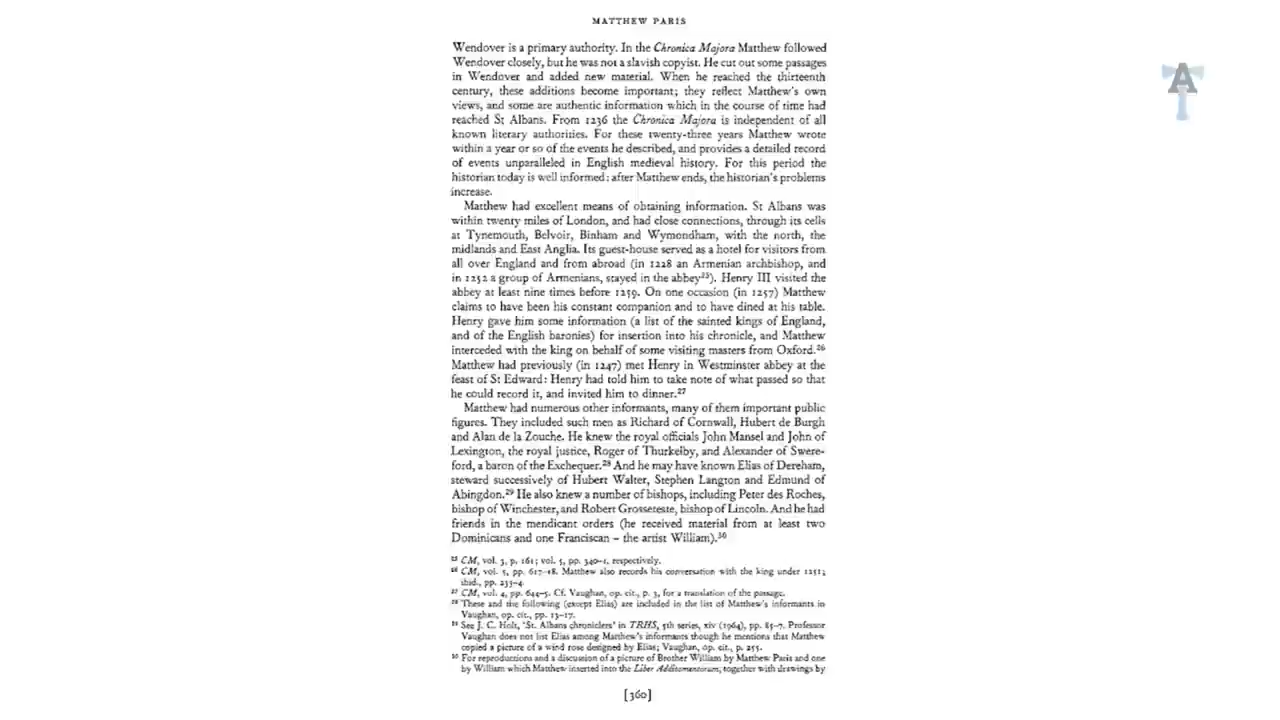 MATTHEW PARIS
Wendover is a primary authority. In the Chronica Majora Matthew followed
Wendover closely, but he was not a slavish copyist. He cut out some passages
in Wendover and added new material. When he reached the thirteenth
century, these additions become important; they reflect Matthew's own
views, and some are authentic information which in the course of time had
reached St Albans. From 1236 the Chronica Majora is independent of all
known literary authorities. For these twenty-three years Matthew wrote
within a year or so of the events he described, and provides a detailed record
of events unparalleled in English medieval history. For this period the
historian today is well informed: after Matthew ends, the historian's problems
increase.
Matthew had excellent means of obtaining information. St Albans was
within twenty miles of London, and had close connections, through its cells
at Tynemouth, Belvoir, Binham and Wymondham, with the north, the
midlands and East Anglia. Its guest-house served as a hotel for visitors from
all over England and from abroad (in 1228 an Armenian archbishop, and
in 1252 a group of Armenians, stayed in the abbey²⁵). Henry III visited the
abbey at least nine times before 1259. On one occasion (in 1257) Matthew
claims to have been his constant companion and to have dined at his table.
Henry gave him some information (a list of the sainted kings of England,
and of the English baronies) for insertion into his chronicle, and Matthew
interceded with the king on behalf of some visiting masters from Oxford.²⁶
Matthew had previously (in 1247) met Henry in Westminster abbey at the
feast of St Edward: Henry had told him to take note of what passed so that
he could record it, and invited him to dinner.²⁷
Matthew had numerous other informants, many of them important public
figures. They included such men as Richard of Cornwall, Hubert de Burgh
and Alan de la Zouche. He knew the royal officials John Mansel and John of
Lexington, the royal justice, Roger of Thurkelby, and Alexander of Swere-
ford, a baron of the Exchequer.²⁸ And he may have known Elias of Dereham,
steward successively of Hubert Walter, Stephen Langton and Edmund of
Abingdon.²⁹ He also knew a number of bishops, including Peter des Roches,
bishop of Winchester, and Robert Grosseteste, bishop of Lincoln. And he had
friends in the mendicant orders (he received material from at least two
Dominicans and one Franciscan – the artist William).³⁰
²⁵ CM, vol. 3, p. 161; vol. 5, pp. 340–1, respectively.
²⁶ CM, vol. 5, pp. 617–18. Matthew also records his conversation with the king under 1251;
ibid., pp. 233–4.
²⁷ CM, vol. 4, pp. 644–5. Cf. Vaughan, op. cit., p. 3, for a translation of the passage.
²⁸ These and the following (except Elias) are included in the list of Matthew's informants in
Vaughan, op. cit., pp. 13–17.
²⁹ See J. C. Holt, 'St. Albans chroniclers' in TRHS, 5th series, xiv (1964), pp. 85–7. Professor
Vaughan does not list Elias among Matthew's informants though he mentions that Matthew
copied a picture of a wind rose designed by Elias; Vaughan, op. cit., p. 255.
³⁰ For reproductions and a discussion of a picture of Brother William by Matthew Paris and one
by William which Matthew inserted into the Liber Additamentorum, together with drawings by
[360]
A
T